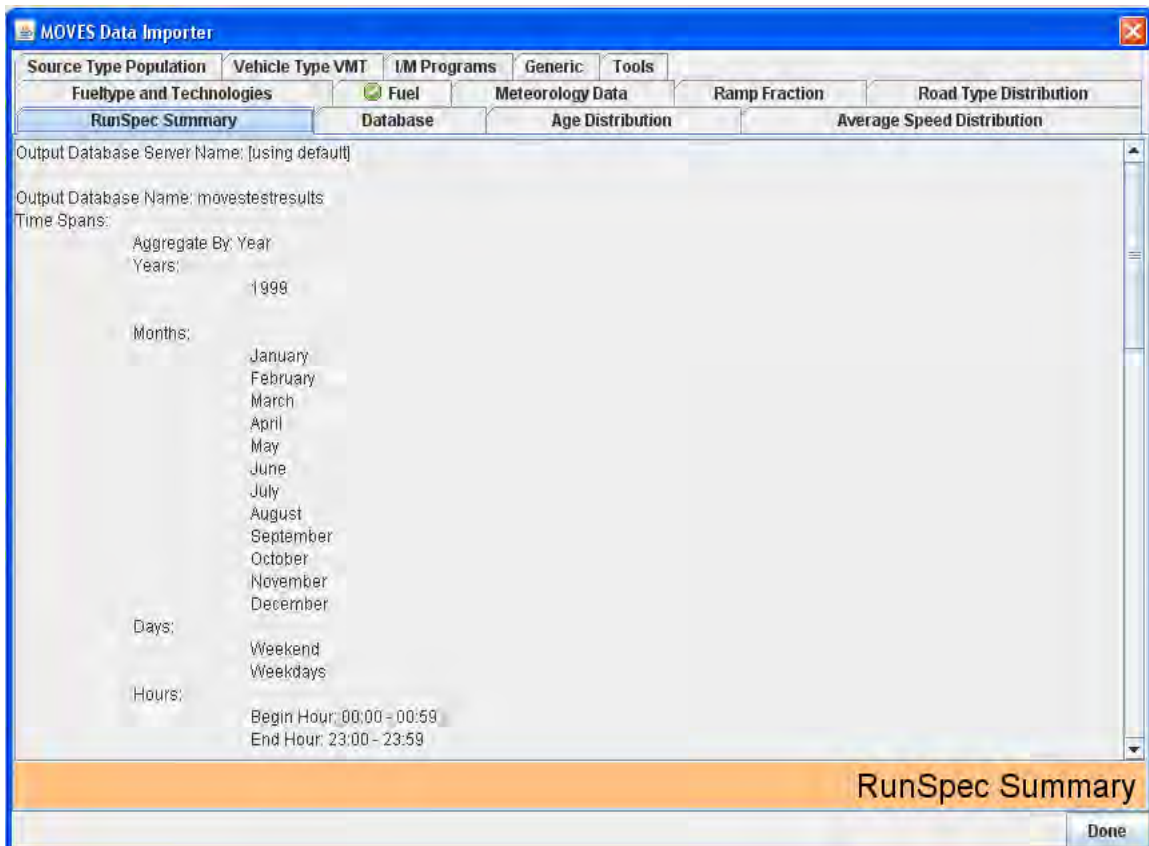 MOVES Data Importer
Source Type Population Vehicle Type VMT I/M Programs Generic Tools
Fueltype and Technologies Fuel Meteorology Data Ramp Fraction Road Type Distribution
RunSpec Summary Database Age Distribution Average Speed Distribution
Output Database Server Name: [using default]
Output Database Name: movestestresults
Time Spans:
Aggregate By: Year
Years:
1999
Months:
January
February
March
April
May
June
July
August
September
October
November
December
Days:
Weekend
Weekdays
Hours:
Begin Hour: 00:00 - 00:59
End Hour: 23:00 - 23:59
RunSpec Summary
Done